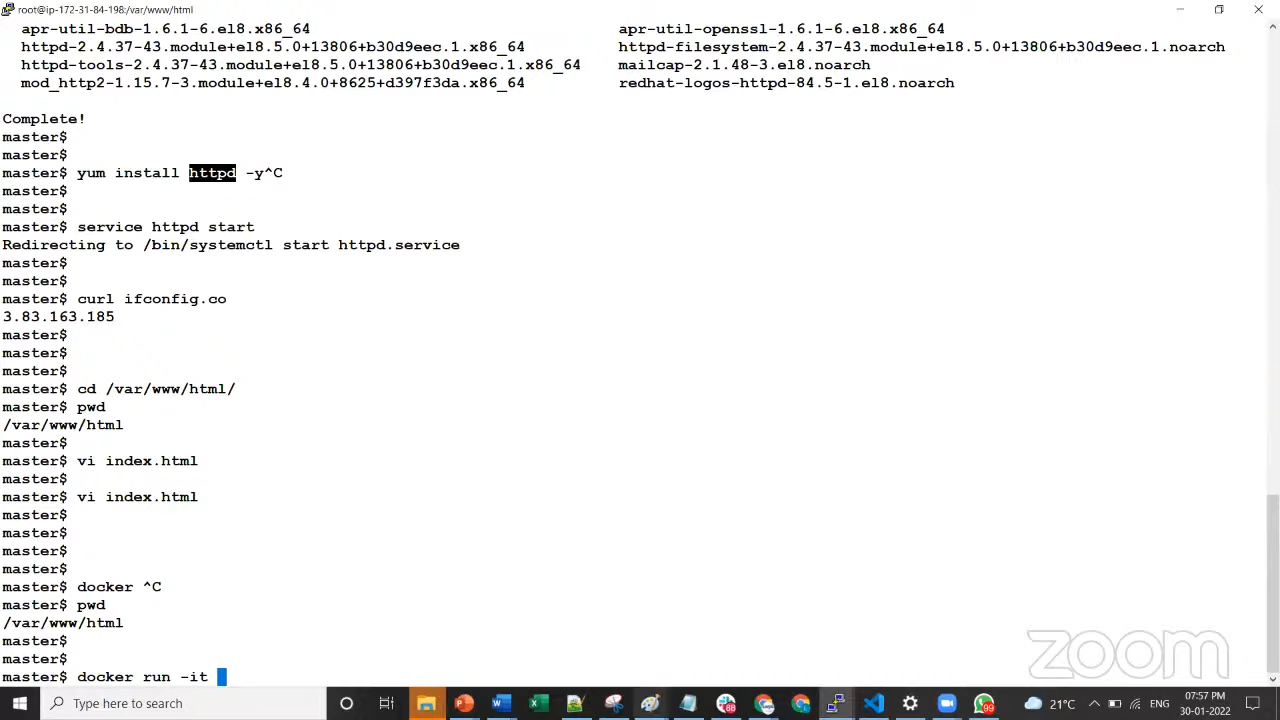 root@ip-172-31-84-198:/var/www/html
apr-util-bdb-1.6.1-6.el8.x86_64 apr-util-openssl-1.6.1-6.el8.x86_64
httpd-2.4.37-43.module+el8.5.0+13806+b30d9eec.1.x86_64 httpd-filesystem-2.4.37-43.module+el8.5.0+13806+b30d9eec.1.noarch
httpd-tools-2.4.37-43.module+el8.5.0+13806+b30d9eec.1.x86_64 mailcap-2.1.48-3.el8.noarch
mod_http2-1.15.7-3.module+el8.4.0+8625+d397f3da.x86_64 redhat-logos-httpd-84.5-1.el8.noarch
Complete!
master$
master$
master$ yum install httpd -y^C
master$
master$
master$ service httpd start
Redirecting to /bin/systemctl start httpd.service
master$
master$
master$ curl ifconfig.co
3.83.163.185
master$
master$
master$
master$ cd /var/www/html/
master$ pwd
/var/www/html
master$
master$ vi index.html
master$
master$ vi index.html
master$
master$
master$
master$
master$ docker ^C
master$ pwd
/var/www/html
master$
master$
master$ docker run -it
zoom
Type here to search
88
99
21°C
07:57 PM
30-01-2022